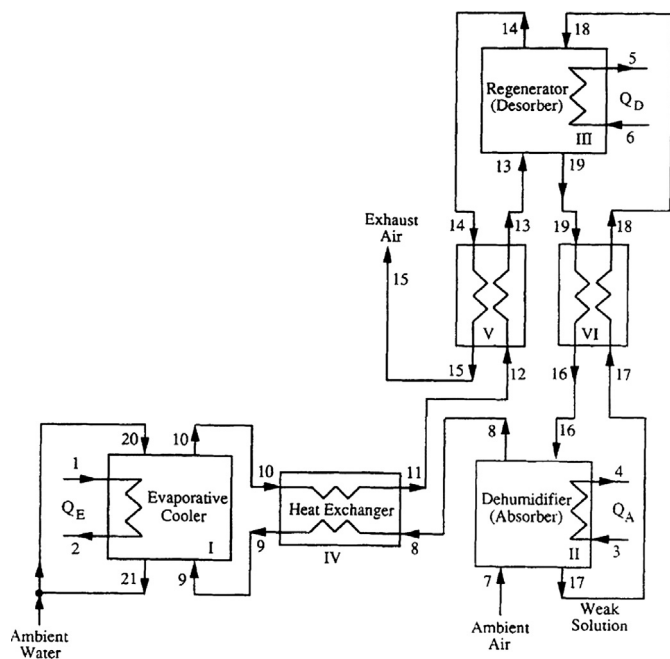 14
18
Regenerator
(Desorber)
5
Q_D
III
6
13
19
Exhaust
Air
14
13
19
18
15
V
VI
15
12
16
17
20
10
8
16
1
10
11
4
Evaporative
Cooler
Heat Exchanger
Dehumidifier
(Absorber)
Q_E
Q_A
I
9
8
2
IV
II
3
21
9
7
17
Weak
Solution
Ambient
Water
Ambient
Air